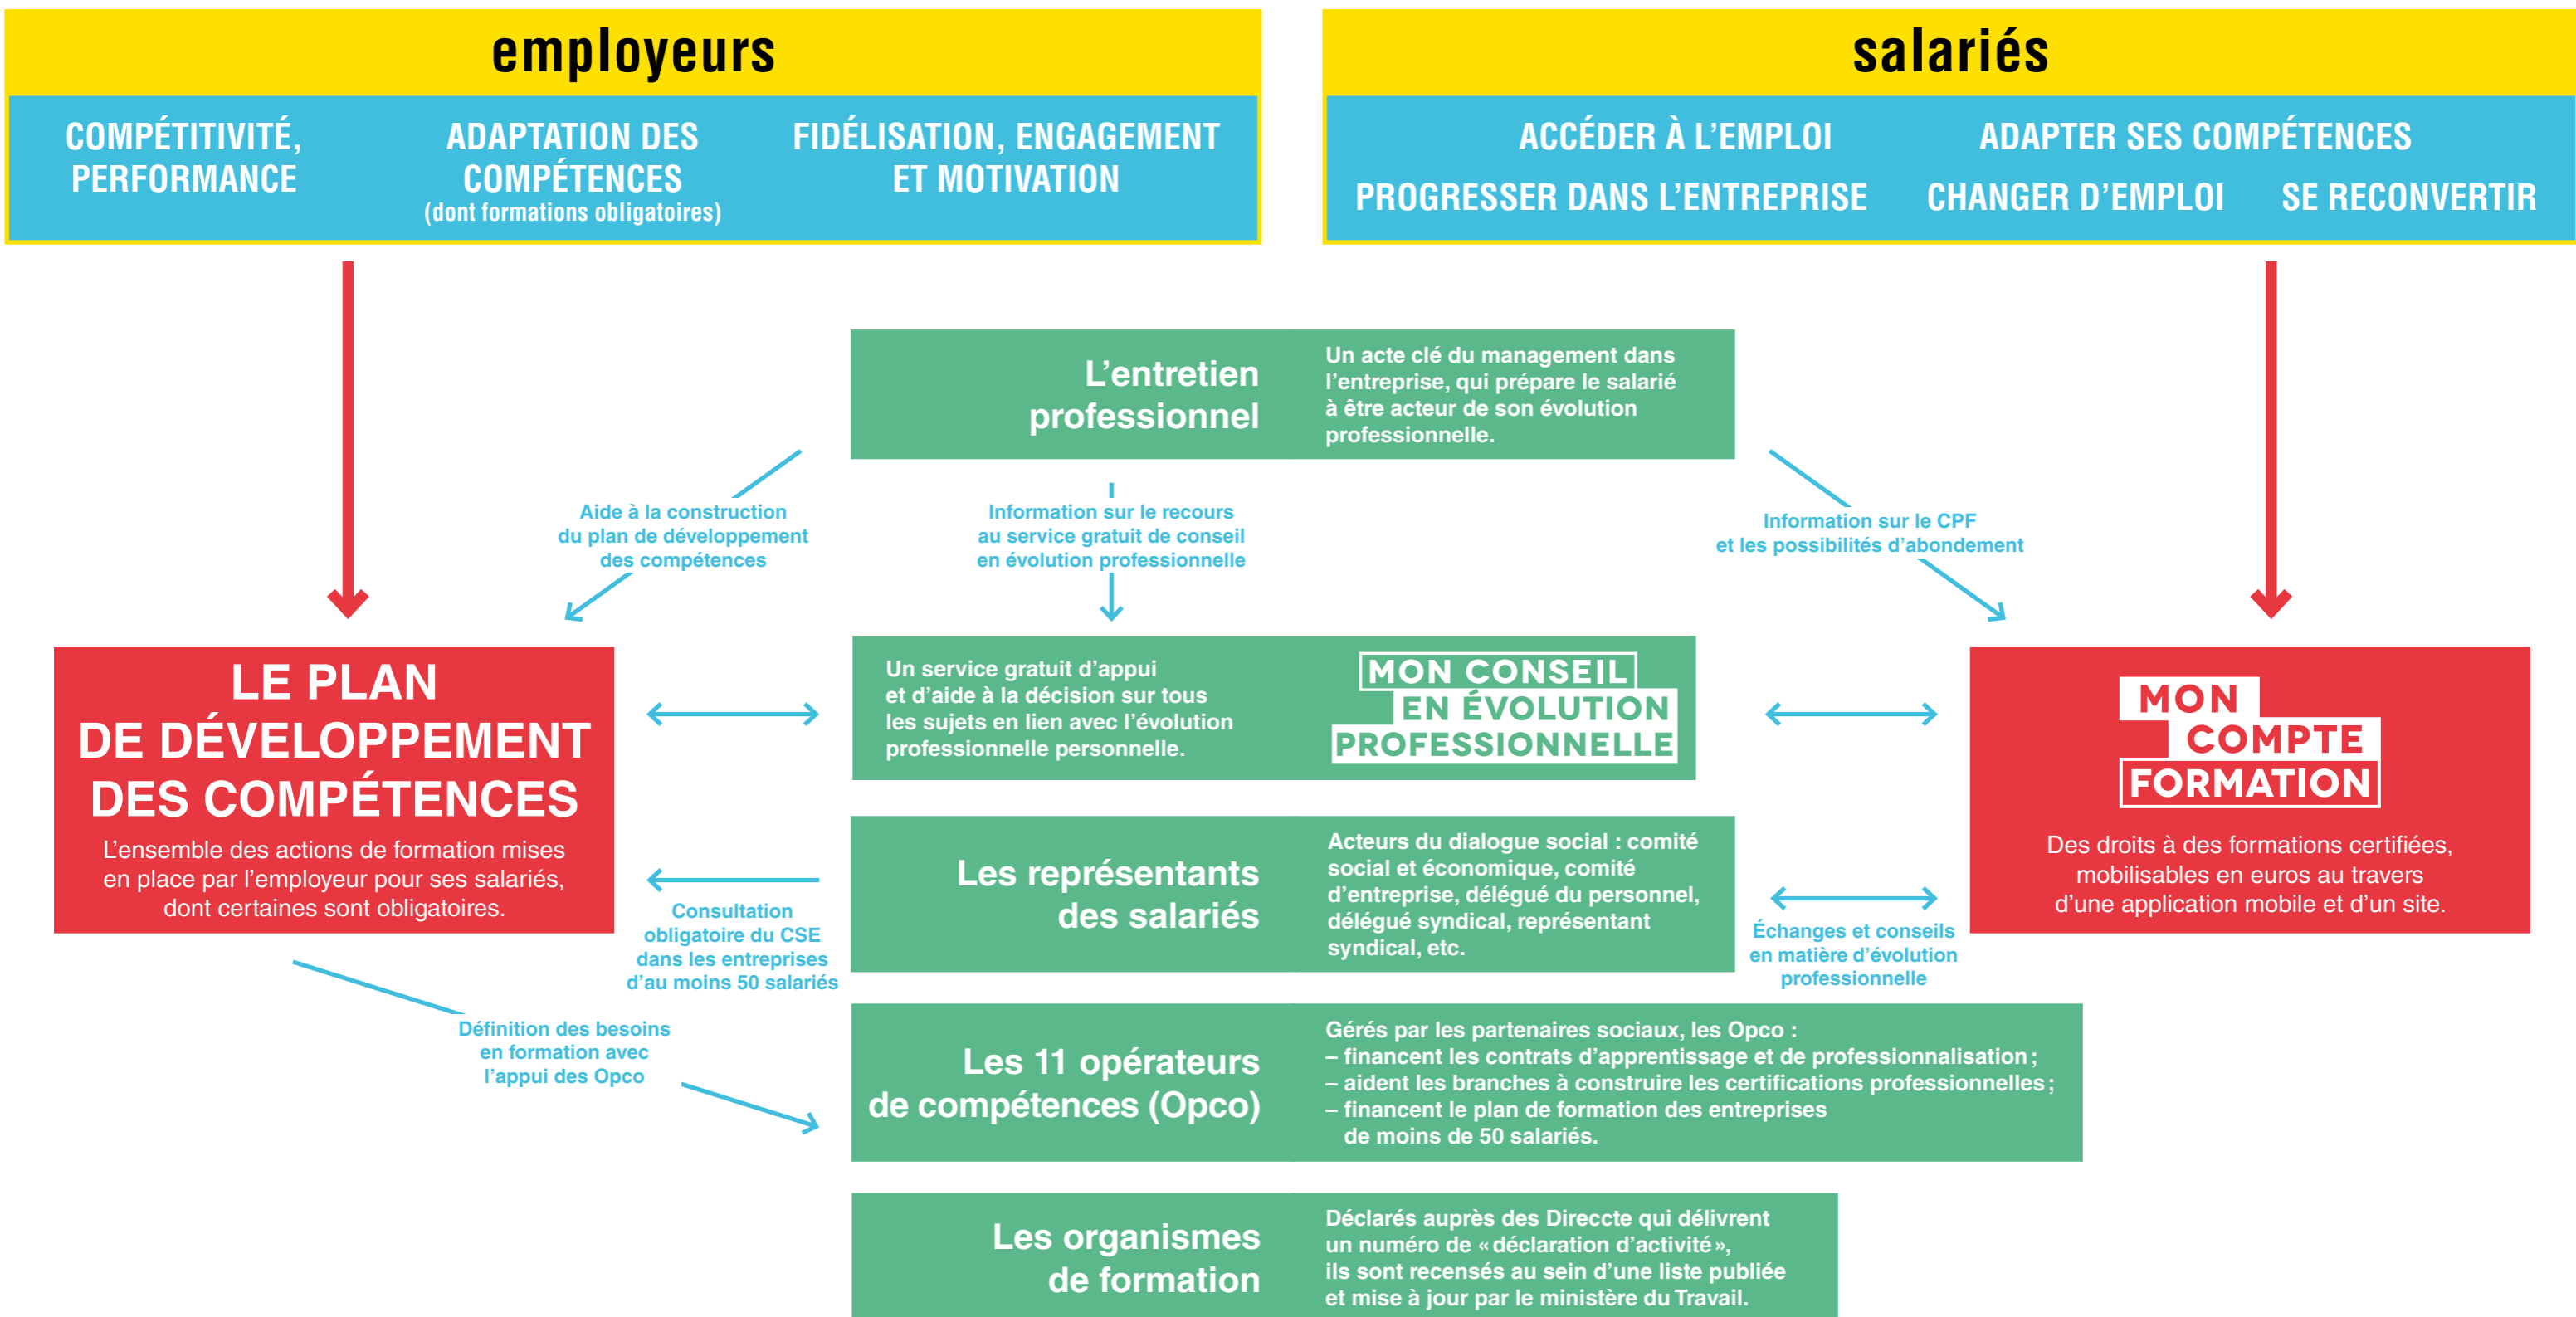 employeurs
COMPÉTITIVITÉ,
PERFORMANCE
ADAPTATION DES
COMPÉTENCES
(dont formations obligatoires)
FIDÉLISATION, ENGAGEMENT
ET MOTIVATION
salariés
ACCÉDER À L’EMPLOI
ADAPTER SES COMPÉTENCES
PROGRESSER DANS L’ENTREPRISE
CHANGER D’EMPLOI
SE RECONVERTIR
L’entretien
professionnel
Un acte clé du management dans
l’entreprise, qui prépare le salarié
à être acteur de son évolution
professionnelle.
Aide à la construction
du plan de développement
des compétences
Information sur le recours
au service gratuit de conseil
en évolution professionnelle
Information sur le CPF
et les possibilités d’abondement
LE PLAN
DE DÉVELOPPEMENT
DES COMPÉTENCES
L’ensemble des actions de formation mises
en place par l’employeur pour ses salariés,
dont certaines sont obligatoires.
Un service gratuit d’appui
et d’aide à la décision sur tous
les sujets en lien avec l’évolution
professionnelle personnelle.
MON CONSEIL
EN ÉVOLUTION
PROFESSIONNELLE
MON
COMPTE
FORMATION
Des droits à des formations certifiées,
mobilisables en euros au travers
d’une application mobile et d’un site.
Les représentants
des salariés
Acteurs du dialogue social : comité
social et économique, comité
d’entreprise, délégué du personnel,
délégué syndical, représentant
syndical, etc.
Consultation
obligatoire du CSE
dans les entreprises
d’au moins 50 salariés
Échanges et conseils
en matière d’évolution
professionnelle
Définition des besoins
en formation avec
l’appui des Opco
Les 11 opérateurs
de compétences (Opco)
Gérés par les partenaires sociaux, les Opco :
– financent les contrats d’apprentissage et de professionnalisation ;
– aident les branches à construire les certifications professionnelles ;
– financent le plan de formation des entreprises
de moins de 50 salariés.
Les organismes
de formation
Déclarés auprès des Direccte qui délivrent
un numéro de « déclaration d’activité »,
ils sont recensés au sein d’une liste publiée
et mise à jour par le ministère du Travail.